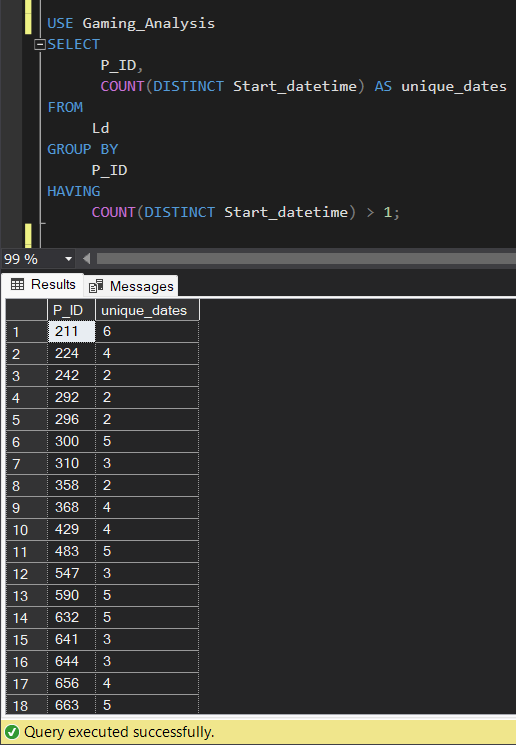 USE Gaming_Analysis
SELECT
P_ID,
COUNT(DISTINCT Start_datetime) AS unique_dates
FROM
Ld
GROUP BY
P_ID
HAVING
COUNT(DISTINCT Start_datetime) > 1;
99 %
Results Messages
P_ID unique_dates
1 211 6
2 224 4
3 242 2
4 292 2
5 296 2
6 300 5
7 310 3
8 358 2
9 368 4
10 429 4
11 483 5
12 547 3
13 590 5
14 632 5
15 641 3
16 644 3
17 656 4
18 663 5
Query executed successfully.